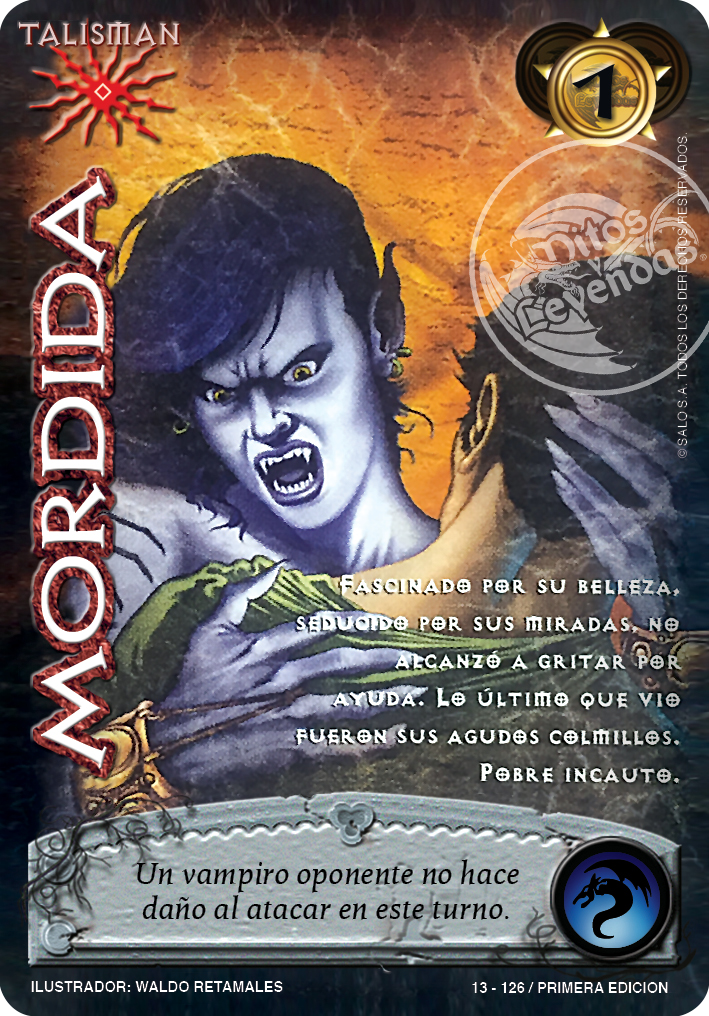 TALISMAN
1
MORDIDA
Mitos
y
Leyendas®
© SALO S.A. TODOS LOS DERECHOS RESERVADOS.
FASCINADO POR SU BELLEZA,
SEDUCIDO POR SUS MIRADAS, NO
ALCANZÓ A GRITAR POR
AYUDA. LO ÚLTIMO QUE VIO
FUERON SUS AGUDOS COLMILLOS.
POBRE INCAUTO.
Un vampiro oponente no hace
daño al atacar en este turno.
ILUSTRADOR: WALDO RETAMALES
13 - 126 / PRIMERA EDICION